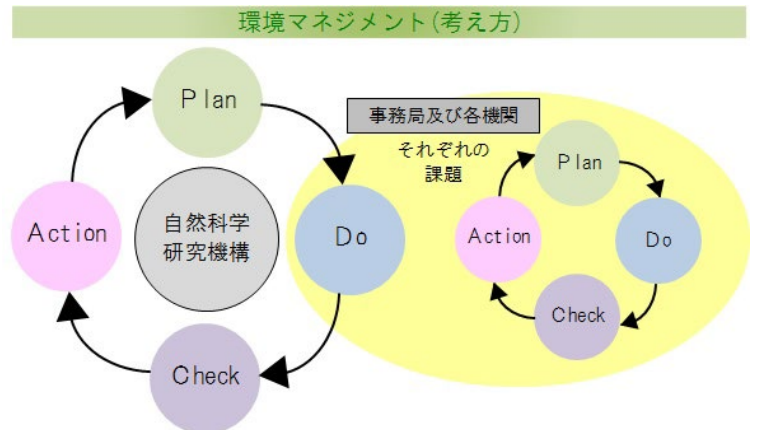 環境マネジメント(考え方)
Plan
事務局及び各機関
それぞれの
課題
Plan
Action
自然科学
研究機構
Do
Action
Do
Check
Check